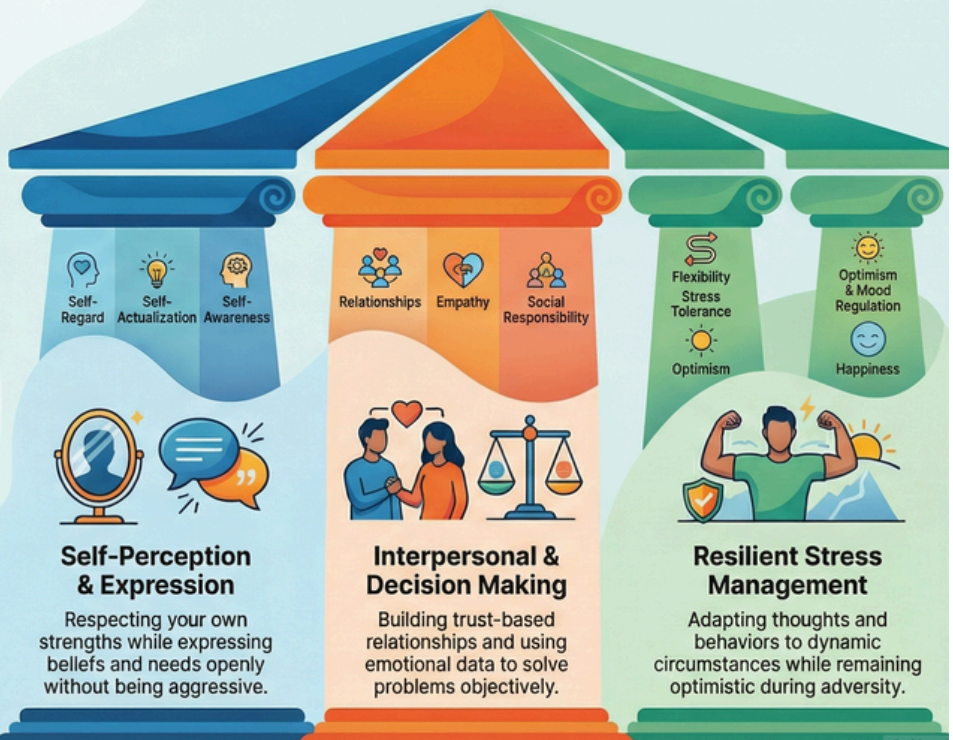 Self-
Regard
Self-
Actualization
Self-
Awareness
Relationships
Empathy
Social
Responsibility
Flexibility
Stress
Tolerance
Optimism
Optimism
& Mood
Regulation
Happiness
Self-Perception
& Expression
Respecting your own
strengths while expressing
beliefs and needs openly
without being aggressive.
Interpersonal &
Decision Making
Building trust-based
relationships and using
emotional data to solve
problems objectively.
Resilient Stress
Management
Adapting thoughts and
behaviors to dynamic
circumstances while remaining
optimistic during adversity.